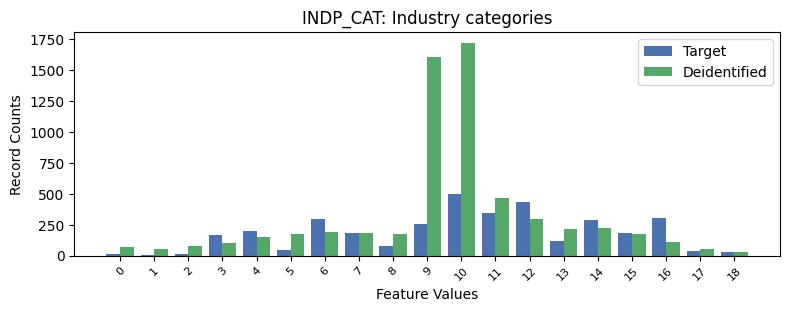 INDP_CAT: Industry categories
Target
Deidentified
Record Counts
1750
1500
1250
1000
750
500
250
0
0 1 2 3 4 5 6 7 8 9 10 11 12 13 14 15 16 17 18
Feature Values